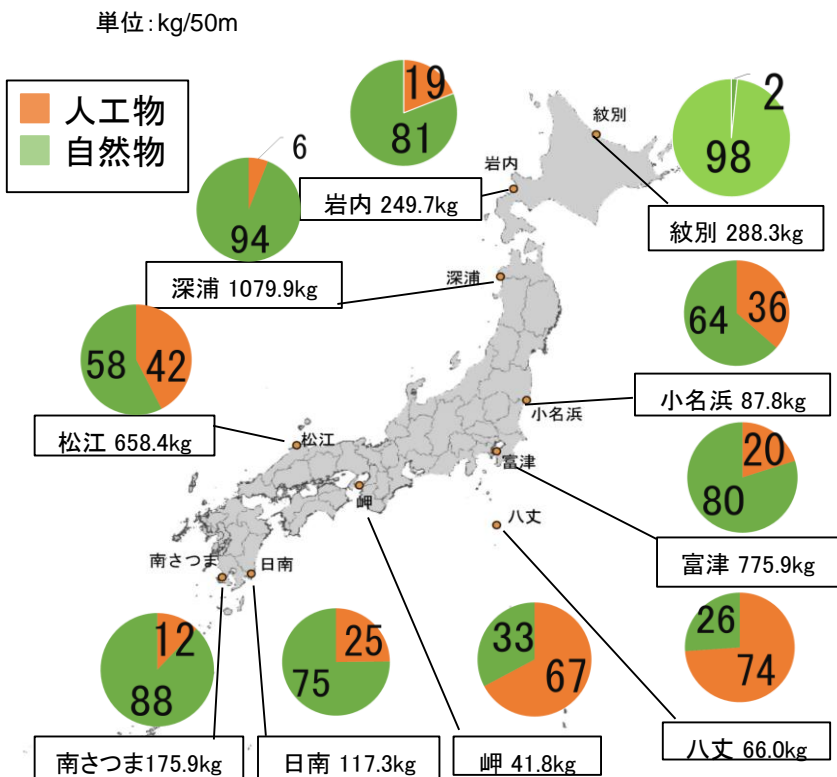 単位:kg/50m
人工物
自然物
19
81
岩内 249.7kg
岩内
紋別
2
98
紋別 288.3kg
6
94
深浦 1079.9kg
深浦
36
64
小名浜 87.8kg
小名浜
58
42
松江 658.4kg
松江
富津
20
80
富津 775.9kg
岬
八丈
南さつま
日南
12
88
南さつま175.9kg
25
75
日南 117.3kg
33
67
岬 41.8kg
26
74
八丈 66.0kg